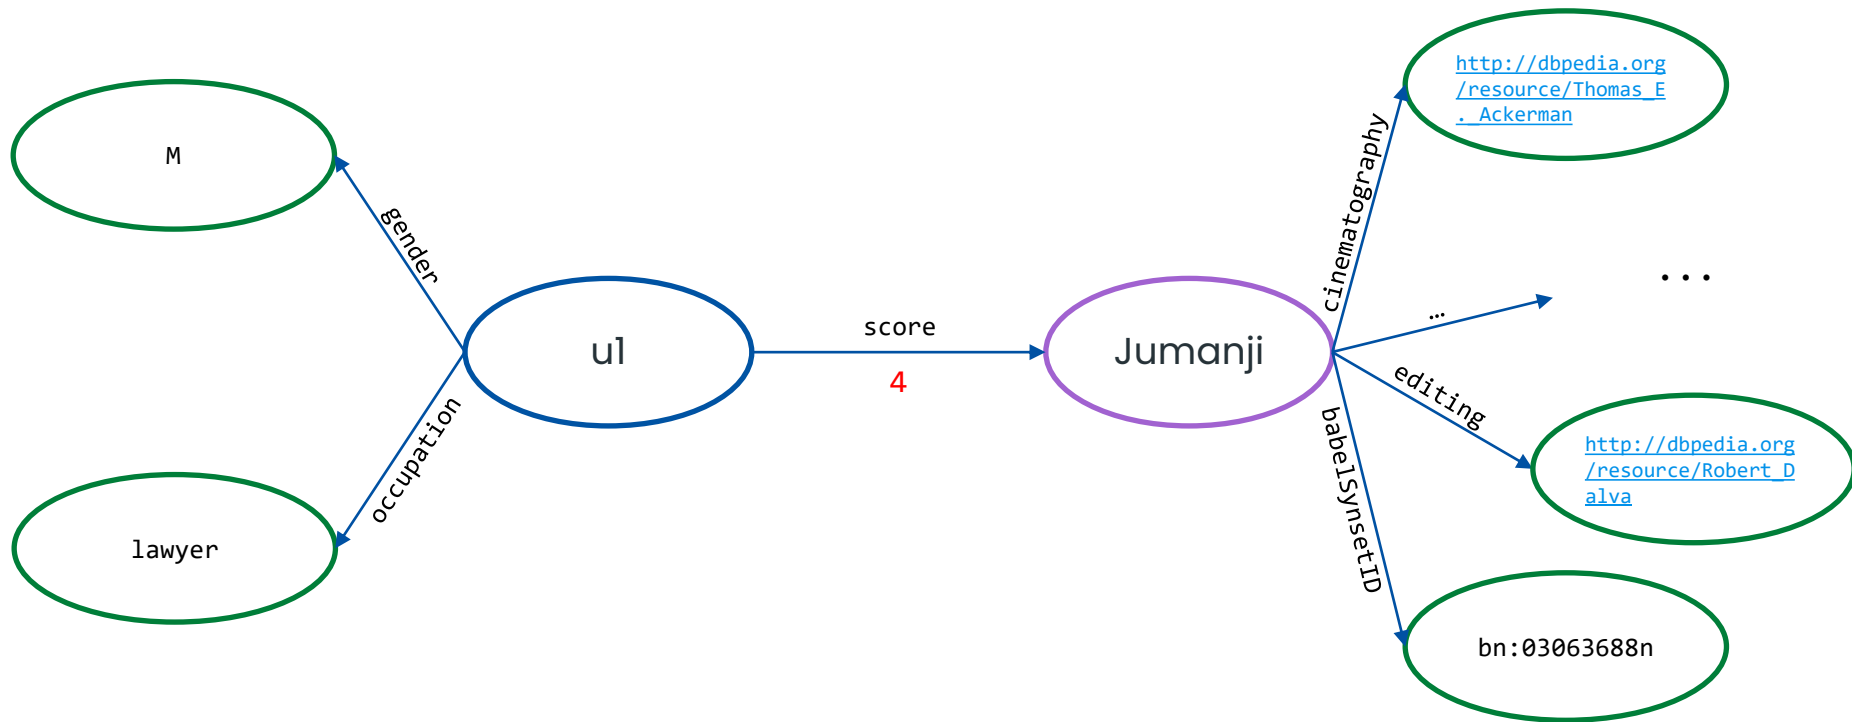 M
gender
u1
occupation
lawyer
score
4
Jumanji
cinematography
http://dbpedia.org
/resource/Thomas_E
._Ackerman
…
...
editing
http://dbpedia.org
/resource/Robert_D
alva
babelSynsetID
bn:03063688n